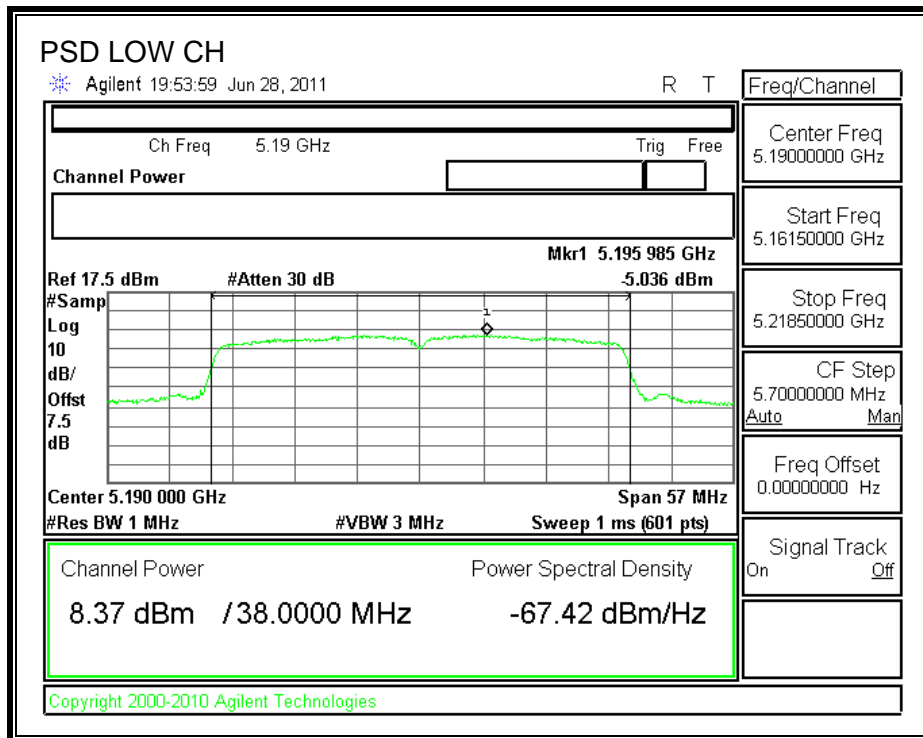 PSD LOW CH
Agilent 19:53:59 Jun 28, 2011 R T
Freq/Channel
Ch Freq 5.19 GHz Trig Free
Channel Power
Center Freq
5.19000000 GHz
Start Freq
5.16150000 GHz
Mkr1 5.195 985 GHz
Ref 17.5 dBm #Atten 30 dB -5.036 dBm
#Samp
Log
10
dB/
Offst
7.5
dB
1
Stop Freq
5.21850000 GHz
CF Step
5.70000000 MHz
Auto Man
Freq Offset
0.00000000 Hz
Center 5.190 000 GHz Span 57 MHz
#Res BW 1 MHz #VBW 3 MHz Sweep 1 ms (601 pts)
Signal Track
On Off
Channel Power Power Spectral Density
8.37 dBm / 38.0000 MHz -67.42 dBm/Hz
Copyright 2000-2010 Agilent Technologies